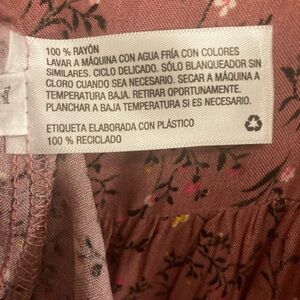 100 % RAYÓN
LAVAR A MÁQUINA CON AGUA FRÍA CON COLORES
SIMILARES. CICLO DELICADO. SÓLO BLANQUEADOR SIN
CLORO CUANDO SEA NECESARIO. SECAR A MÁQUINA A
TEMPERATURA BAJA. RETIRAR OPORTUNAMENTE.
PLANCHAR A BAJA TEMPERATURA SI ES NECESARIO.
ETIQUETA ELABORADA CON PLÁSTICO
100 % RECICLADO